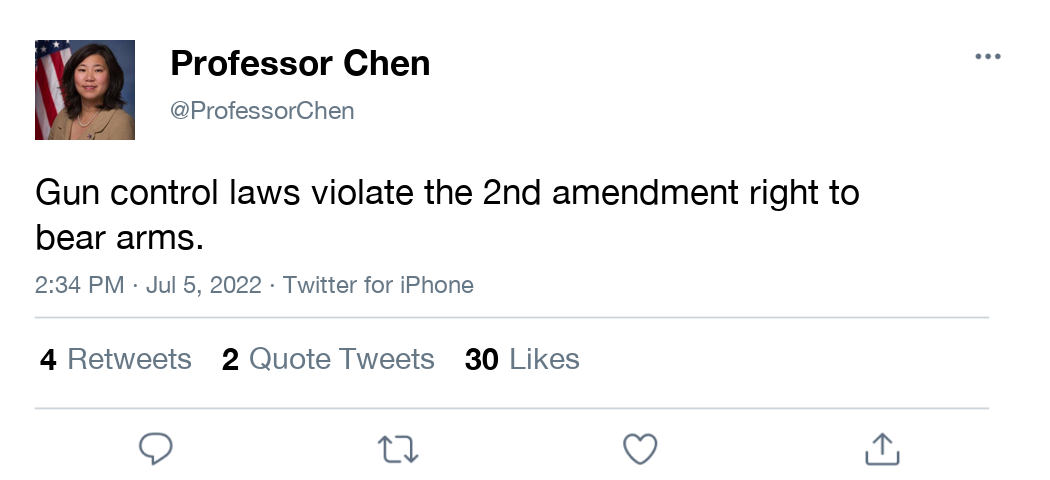 Professor Chen
@ProfessorChen
Gun control laws violate the 2nd amendment right to
bear arms.
2:34 PM · Jul 5, 2022 · Twitter for iPhone
4 Retweets 2 Quote Tweets 30 Likes